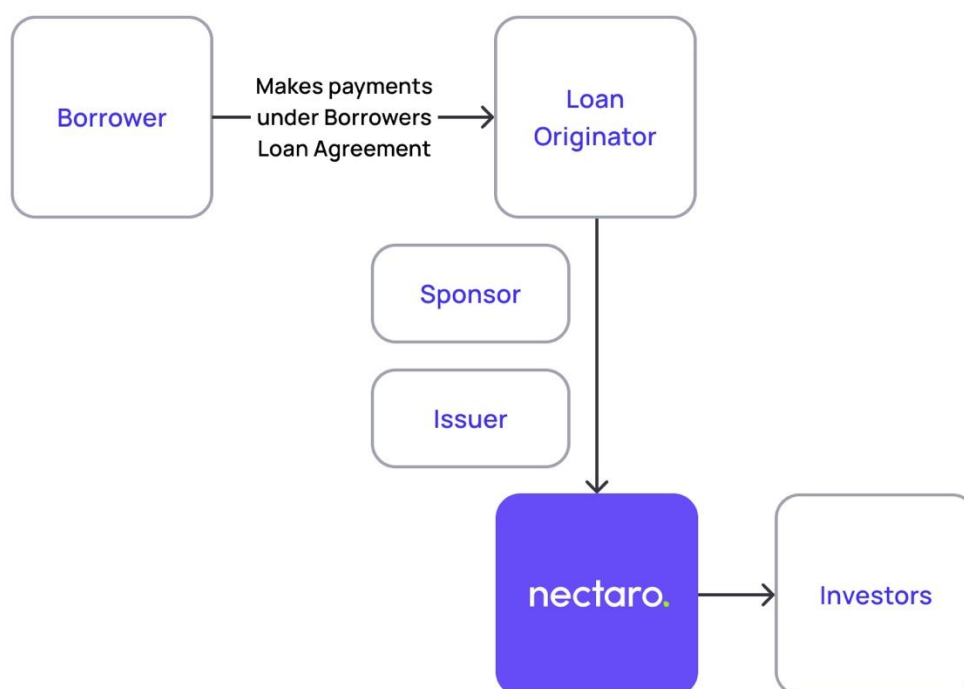 Borrower
Makes payments
under Borrowers
Loan Agreement
Loan
Originator
Sponsor
Issuer
nectaro.
Investors